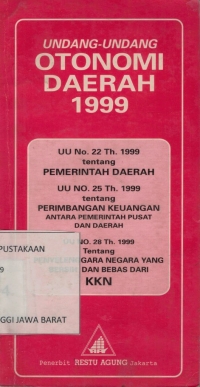 UNDANG-UNDANG
OTONOMI
DAERAH
1999
UU No. 22 Th. 1999
tentang
PEMERINTAH DAERAH
UU NO. 25 Th. 1999
tentang
PERIMBANGAN KEUANGAN
ANTARA PEMERINTAH PUSAT
DAN DAERAH
NO. 28 Th. 1999
Tentang
GARA NEGARA YANG
DAN BEBAS DARI
KKN
PUSTAKAAN
9
GGI JAWA BARAT
Penerbit RESTU AGUNG Jakarta